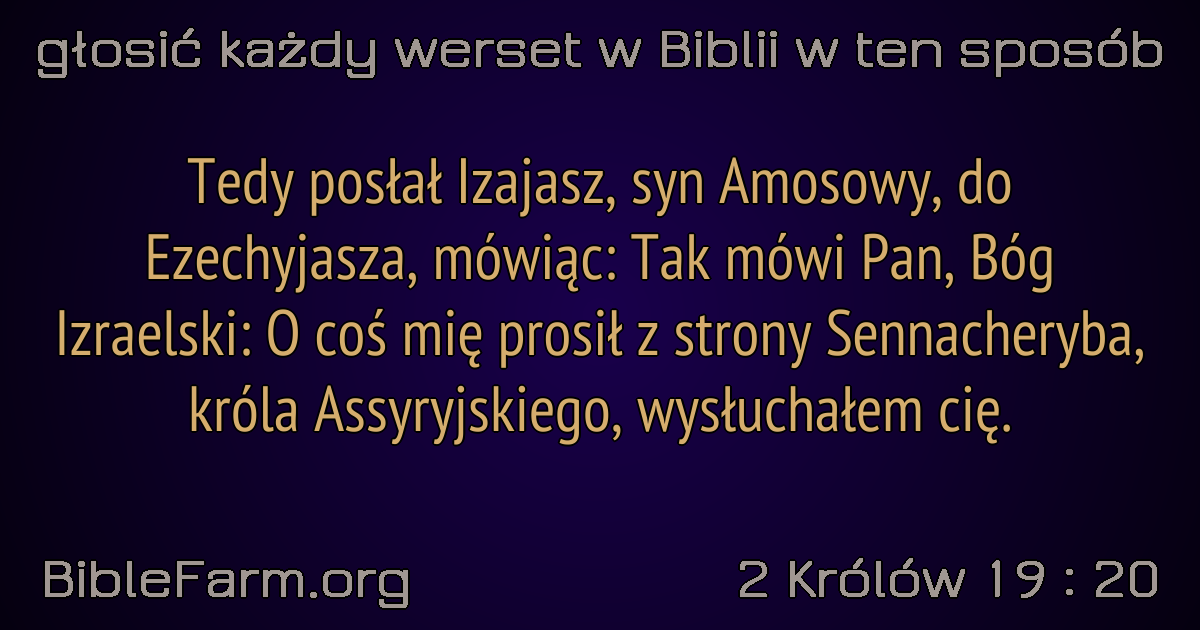 głosić każdy werset w Biblii w ten sposób
Tedy posłał Izajasz, syn Amosowy, do
Ezechyjasza, mówiąc: Tak mówi Pan, Bóg
Izraelski: O coś mię prosił z strony Sennacheryba,
króla Assyryjskiego, wysłuchałem cię.
BibleFarm.org
2 Królów 19 : 20